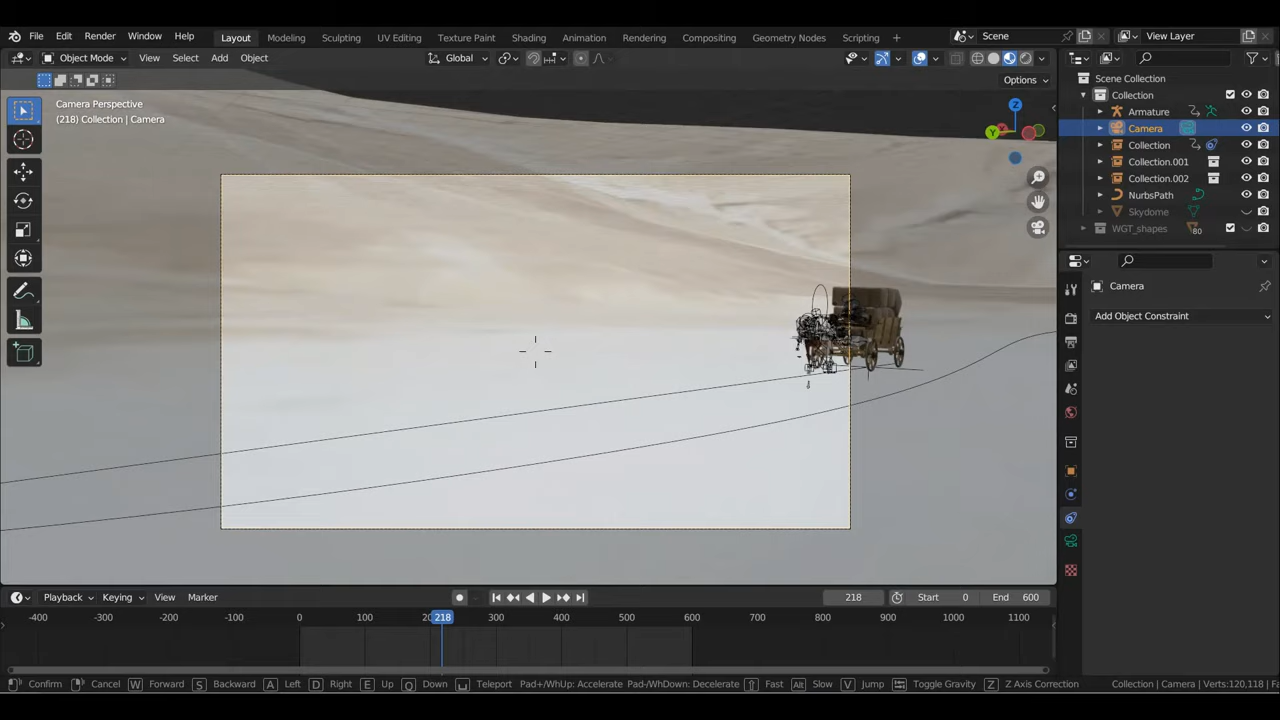 File Edit Render Window Help Layout Modeling Sculpting UV Editing Texture Paint Shading Animation Rendering Compositing Geometry Nodes Scripting + Scene View Layer
Object Mode View Select Add Object Global
Options
Camera Perspective
(218) Collection | Camera
Z
Y
Scene Collection
Collection
Armature
Camera
Collection
Collection.001
Collection.002
NurbsPath
Skydome
WGT_shapes 80
Camera
Add Object Constraint
Playback Keying View Marker 218 Start 0 End 600
-400 -300 -200 -100 0 100 20 218 300 400 500 600 700 800 900 1000 1100
Confirm Cancel W Forward S Backward A Left D Right E Up Q Down Teleport Pad+/WhUp: Accelerate Pad-/WhDown: Decelerate Fast Alt Slow V Jump Toggle Gravity Z Z Axis Correction Collection | Camera | Verts:120,118 | Fa